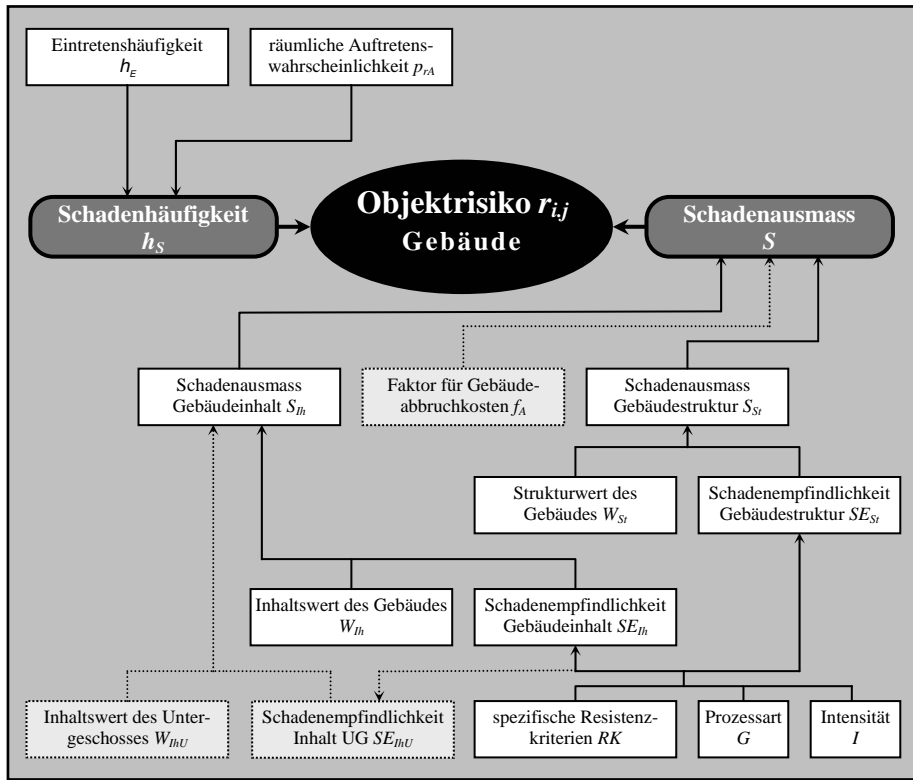 Eintretenshäufigkeit
h_E
räumliche Auftretens-
wahrscheinlichkeit p_rA
Schadenhäufigkeit
h_S
Objektrisiko r_i,j
Gebäude
Schadenausmass
S
Schadenausmass
Gebäudeinhalt S_Ih
Faktor für Gebäude-
abbruchkosten f_A
Schadenausmass
Gebäudestruktur S_St
Strukturwert des
Gebäudes W_St
Schadenempfindlichkeit
Gebäudestruktur SE_St
Inhaltswert des Gebäudes
W_Ih
Schadenempfindlichkeit
Gebäudeinhalt SE_Ih
Inhaltswert des Unter-
geschosses W_IhU
Schadenempfindlichkeit
Inhalt UG SE_IhU
spezifische Resistenz-
kriterien RK
Prozessart
G
Intensität
I